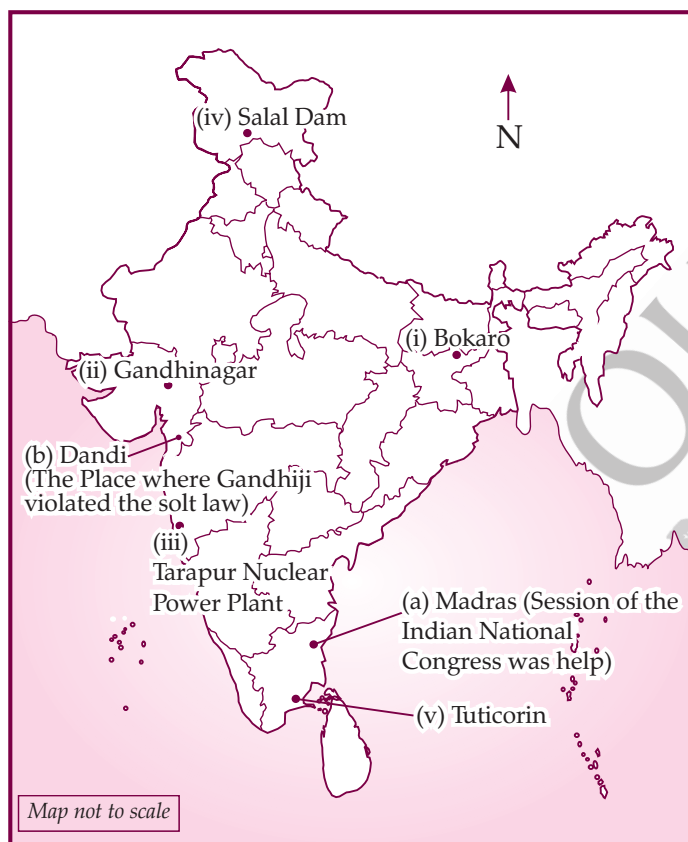 (iv) Salal Dam
N
(i) Bokaro
(ii) Gandhinagar
(b) Dandi
(The Place where Gandhiji
violated the solt law)
(iii)
Tarapur Nuclear
Power Plant
(a) Madras (Session of the
Indian National
Congress was help)
(v) Tuticorin
Map not to scale